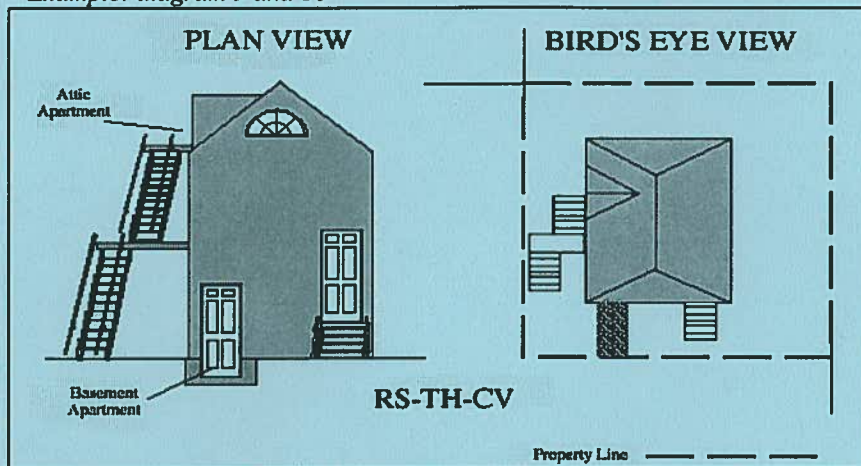 PLAN VIEW
BIRD'S EYE VIEW
Attic
Apartment
Basement
Apartment
RS-TH-CV
Property Line